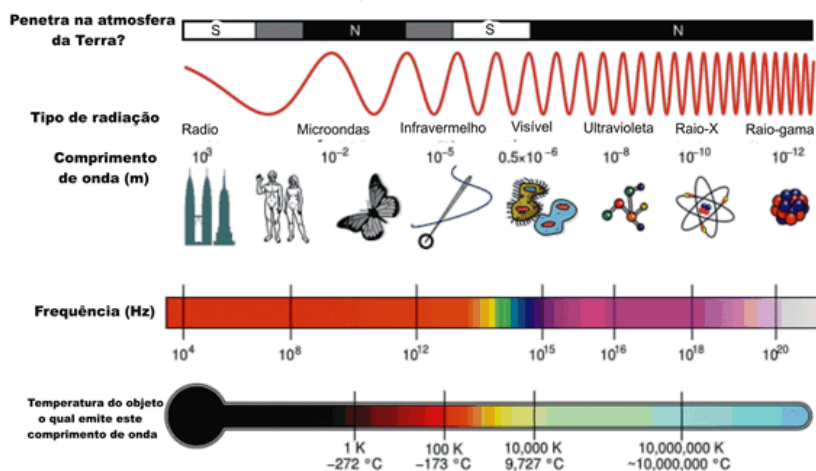 Penetra na atmosfera
da Terra?
S N S N
Tipo de radiação
Radio Microondas Infravermelho Visível Ultravioleta Raio-X Raio-gama
Comprimento
de onda (m)
10³ 10⁻² 10⁻⁵ 0.5×10⁻⁶ 10⁻⁸ 10⁻¹⁰ 10⁻¹²
Frequência (Hz)
10⁴ 10⁸ 10¹² 10¹⁵ 10¹⁶ 10¹⁸ 10²⁰
Temperatura do objeto
o qual emite este
comprimento de onda
1 K 100 K 10,000 K 10,000,000 K
−272 °C −173 °C 9,727 °C ~10,000,000 °C